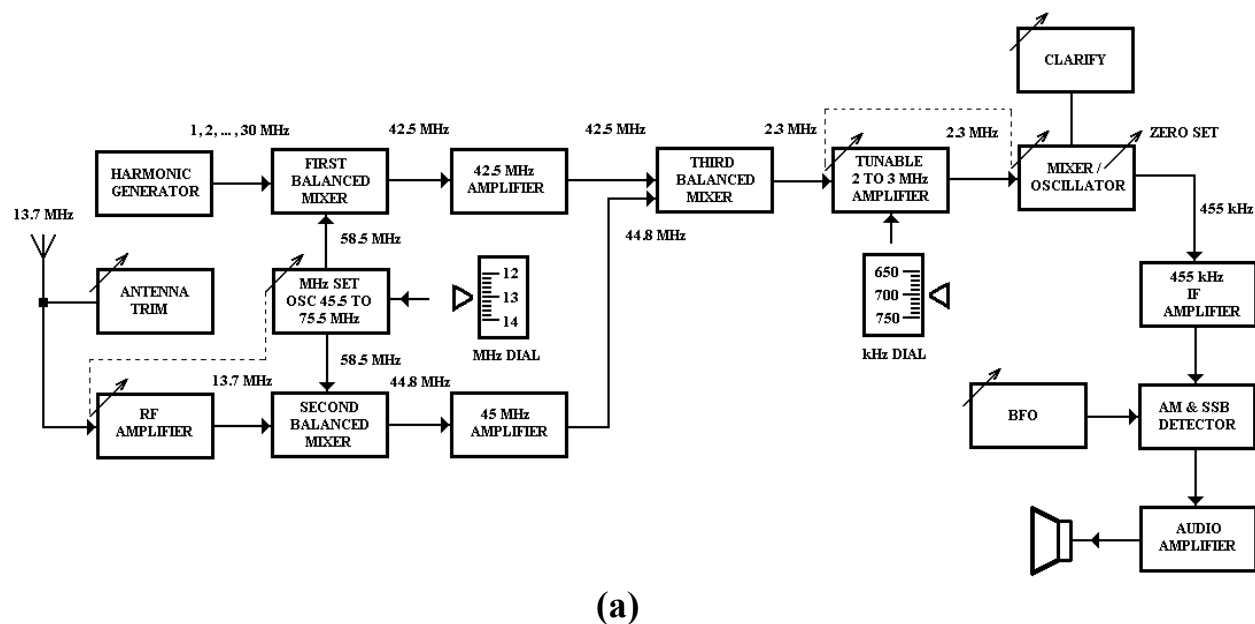 CLARIFY
1, 2, ... , 30 MHz
42.5 MHz
42.5 MHz
2.3 MHz
2.3 MHz
ZERO SET
HARMONIC
GENERATOR
FIRST
BALANCED
MIXER
42.5 MHz
AMPLIFIER
THIRD
BALANCED
MIXER
TUNABLE
2 TO 3 MHz
AMPLIFIER
MIXER /
OSCILLATOR
13.7 MHz
58.5 MHz
44.8 MHz
455 kHz
ANTENNA
TRIM
MHz SET
OSC 45.5 TO
75.5 MHz
12
13
14
MHz DIAL
650
700
750
kHz DIAL
455 kHz
IF
AMPLIFIER
58.5 MHz
13.7 MHz
44.8 MHz
RF
AMPLIFIER
SECOND
BALANCED
MIXER
45 MHz
AMPLIFIER
BFO
AM & SSB
DETECTOR
AUDIO
AMPLIFIER
(a)